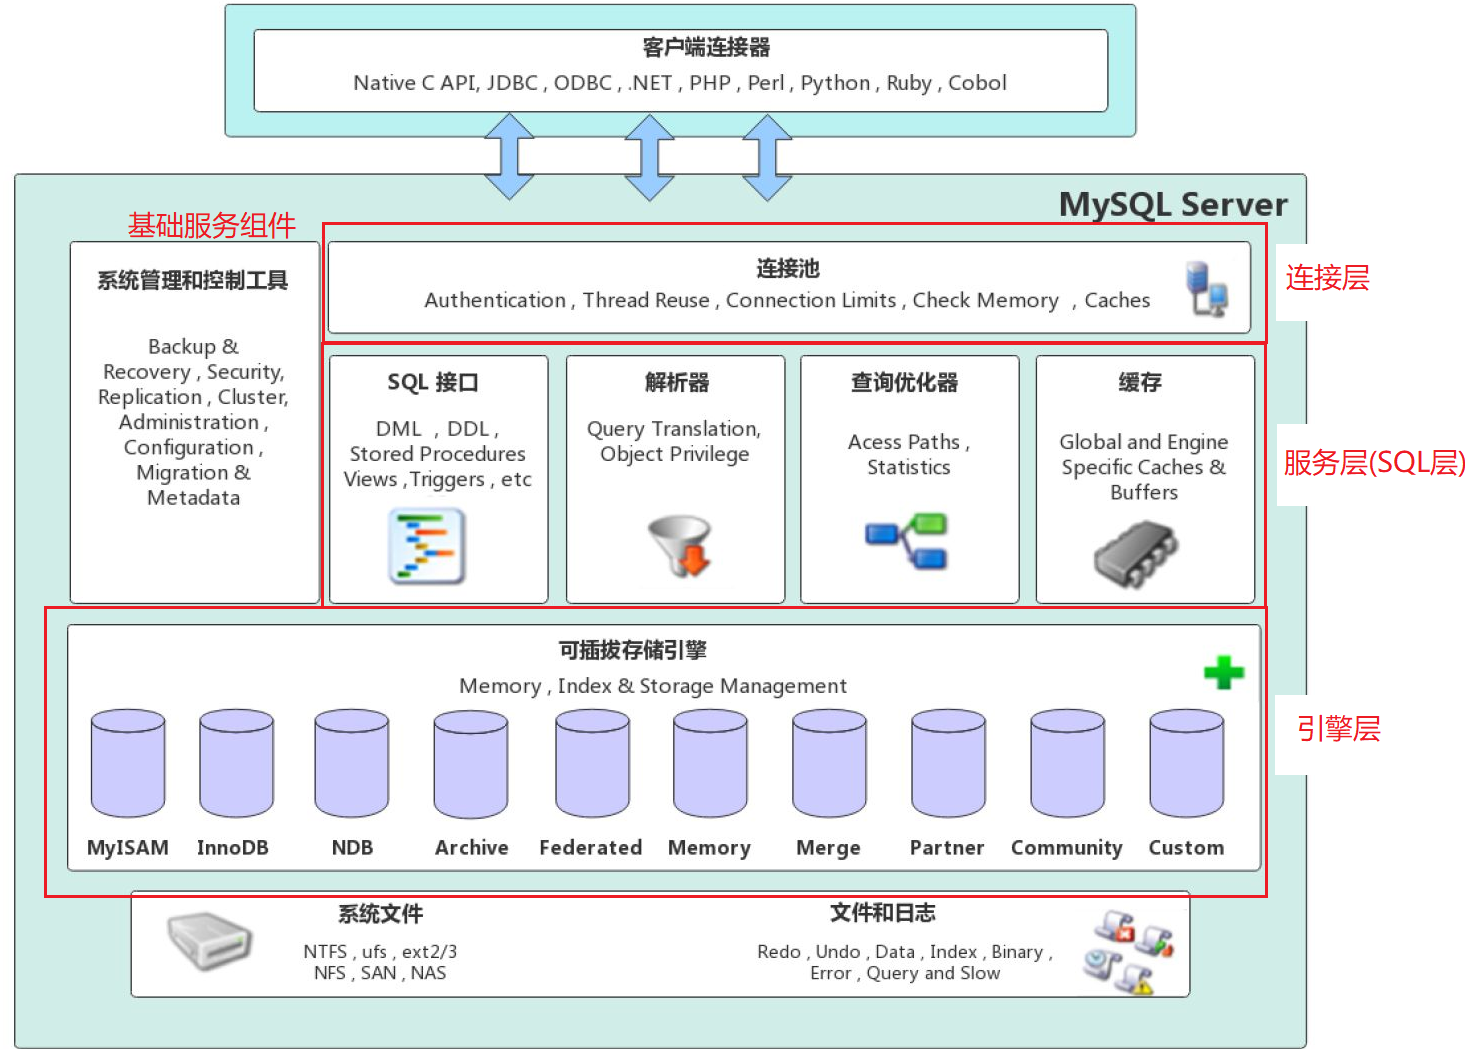 客户端连接器
Native C API, JDBC , ODBC , .NET , PHP , Perl , Python , Ruby , Cobol
MySQL Server
基础服务组件
系统管理和控制工具
Backup &
Recovery , Security,
Replication , Cluster,
Administration ,
Configuration ,
Migration &
Metadata
连接池
Authentication , Thread Reuse , Connection Limits , Check Memory , Caches
连接层
SQL 接口
DML , DDL ,
Stored Procedures
Views ,Triggers , etc
解析器
Query Translation,
Object Privilege
查询优化器
Acess Paths ,
Statistics
缓存
Global and Engine
Specific Caches &
Buffers
服务层(SQL层)
可插拔存储引擎
Memory , Index & Storage Management
MyISAM
InnoDB
NDB
Archive
Federated
Memory
Merge
Partner
Community
Custom
引擎层
系统文件
NTFS , ufs , ext2/3
NFS , SAN , NAS
文件和日志
Redo , Undo , Data , Index , Binary ,
Error , Query and Slow